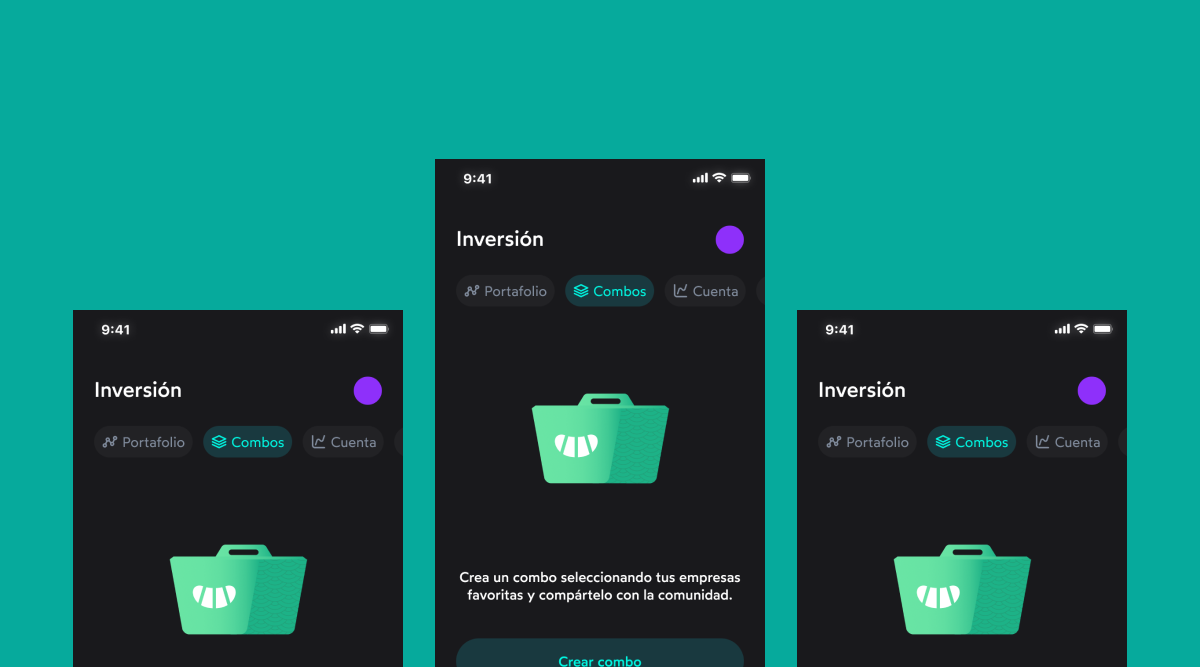 9:41
Inversión
Portafolio Combos Cuenta
Crea un combo seleccionando tus empresas
favoritas y compártelo con la comunidad.
Crear combo
9:41
Inversión
Portafolio Combos Cuenta
9:41
Inversión
Portafolio Combos Cuenta